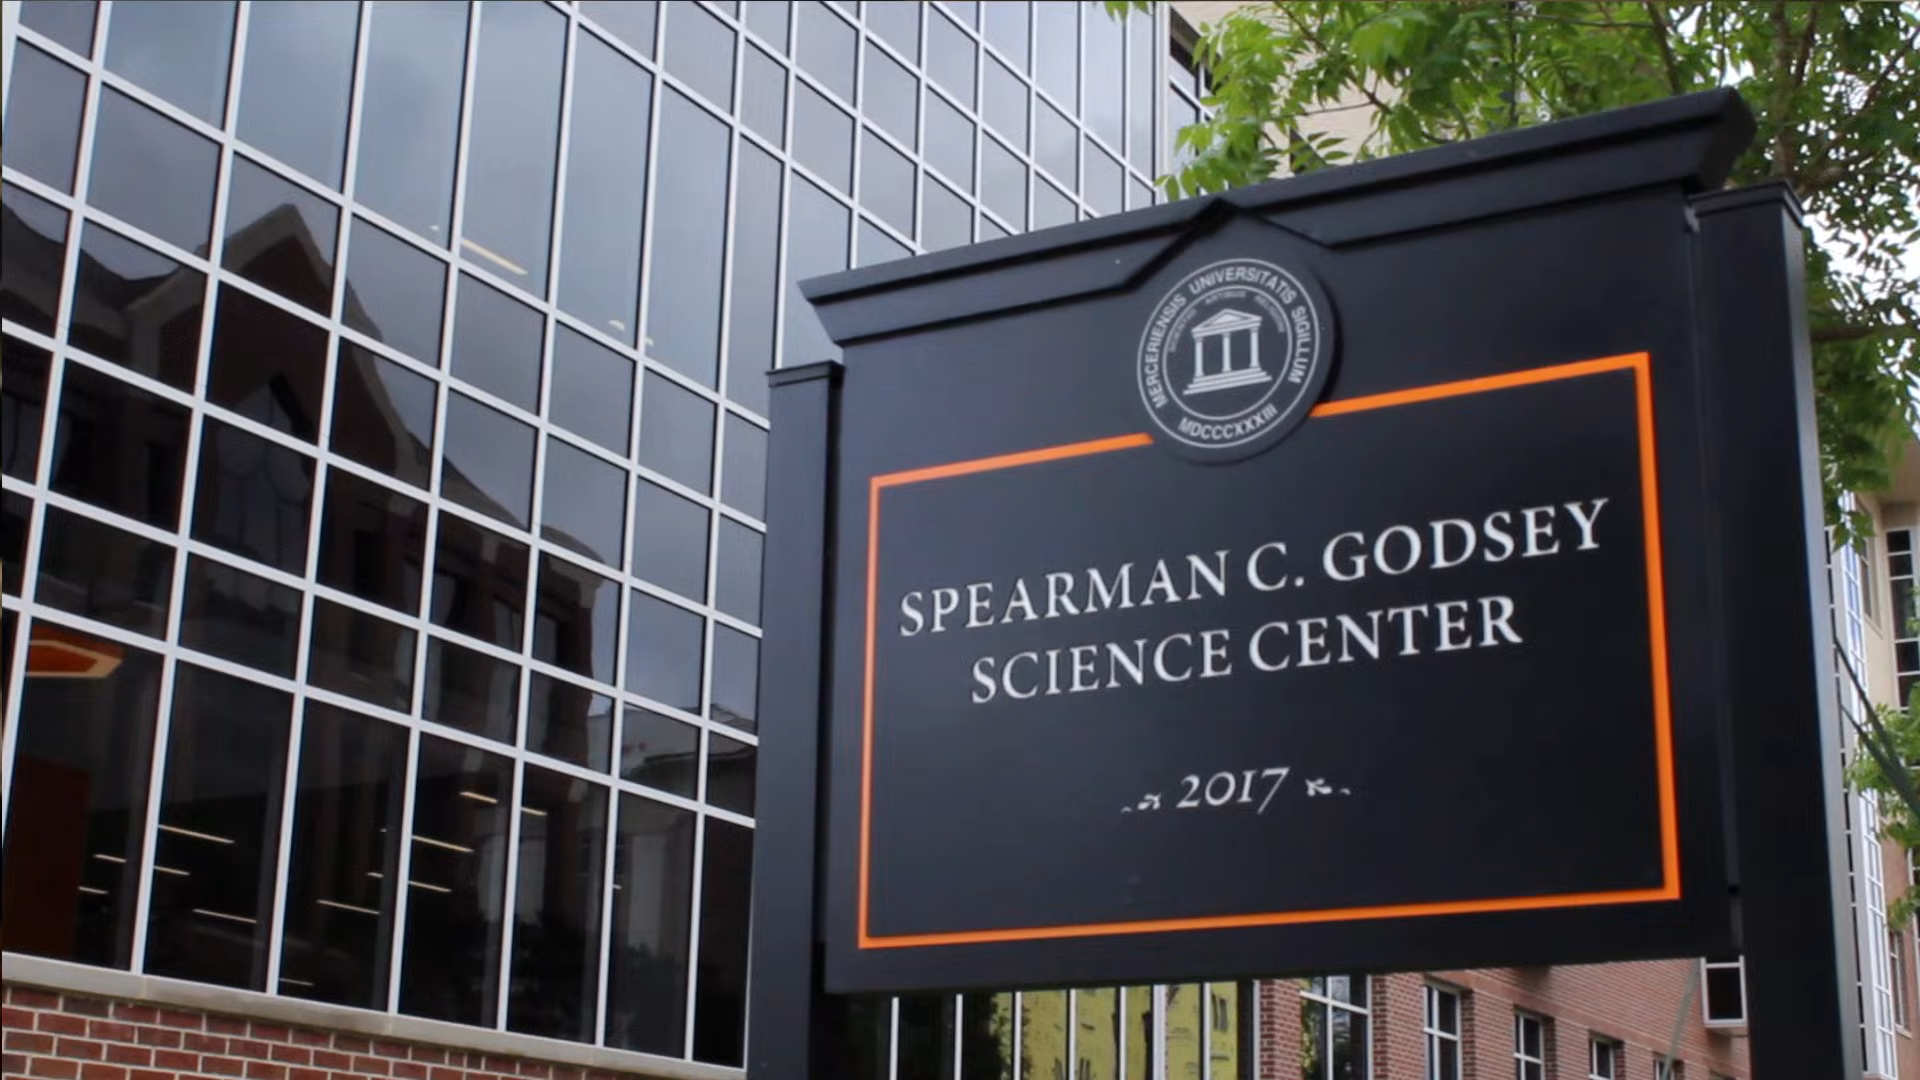 MERCERIENSIS UNIVERSITATIS SIGILLUM
MDCCCXXXIII
SPEARMAN C. GODSEY
SCIENCE CENTER
2017